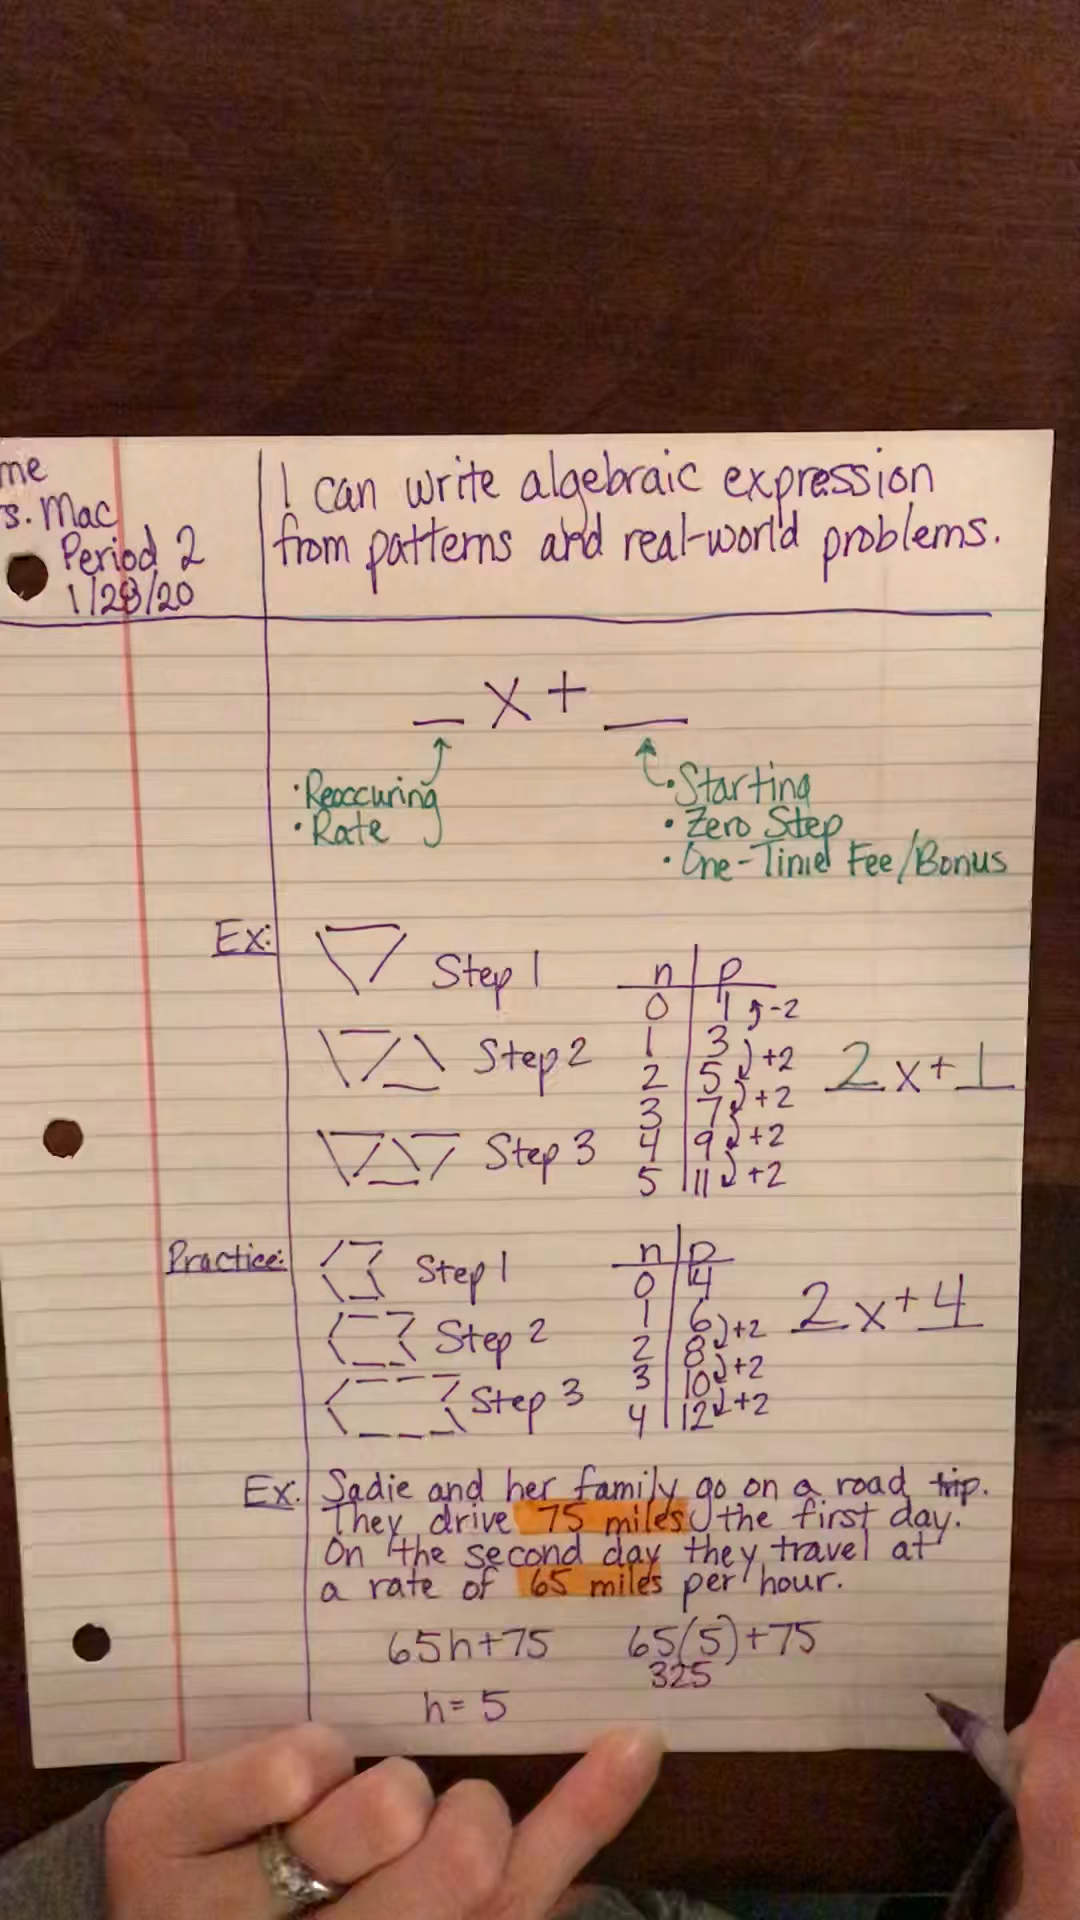 me
s. Mac
Period 2
1/28/20
I can write algebraic expression
from patterns and real-world problems.
_ x + _
• Reoccuring
• Rate
• Starting
• Zero Step
• One-Time Fee/Bonus
Ex:
Step 1
Step 2
Step 3
n | p
0 | 1 -2
1 | 3
2 | 5 +2
3 | 7 +2
4 | 9 +2
5 | 11 +2
2x+1
Practice:
Step 1
Step 2
Step 3
n | p
0 | 4
1 | 6
2 | 8 +2
3 | 10 +2
4 | 12 +2
2x+4
Ex: Sadie and her family go on a road trip.
They drive 75 miles the first day.
On the second day they travel at
a rate of 65 miles per hour.
65h+75 65(5)+75
325
h= 5